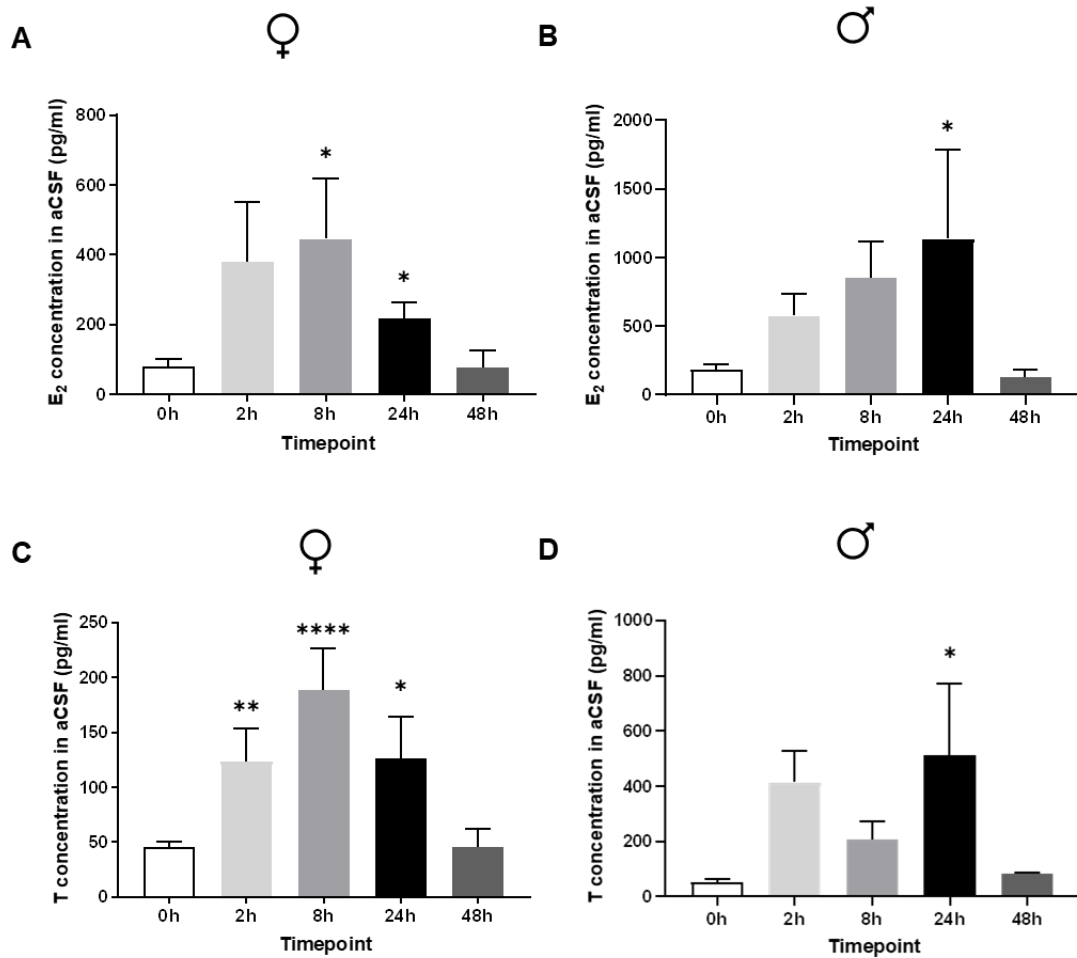 A
♀
E₂ concentration in aCSF (pg/ml)
800
600
400
200
0
*
*
0h 2h 8h 24h 48h
Timepoint
B
♂
E₂ concentration in aCSF (pg/ml)
2000
1500
1000
500
0
*
0h 2h 8h 24h 48h
Timepoint
C
♀
T concentration in aCSF (pg/ml)
250
200
150
100
50
0
**
****
*
0h 2h 8h 24h 48h
Timepoint
D
♂
T concentration in aCSF (pg/ml)
1000
800
600
400
200
0
*
0h 2h 8h 24h 48h
Timepoint